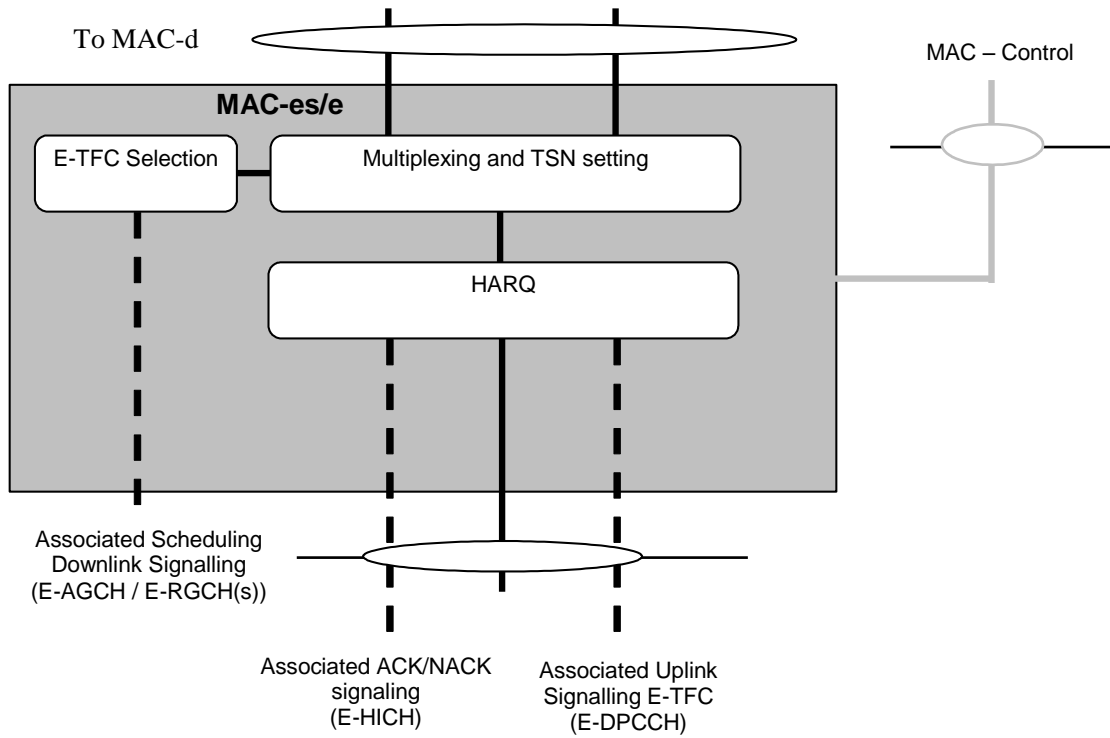 To MAC-d
MAC – Control
MAC-es/e
E-TFC Selection
Multiplexing and TSN setting
HARQ
Associated Scheduling
Downlink Signalling
(E-AGCH / E-RGCH(s))
Associated ACK/NACK
signaling
(E-HICH)
Associated Uplink
Signalling E-TFC
(E-DPCCH)